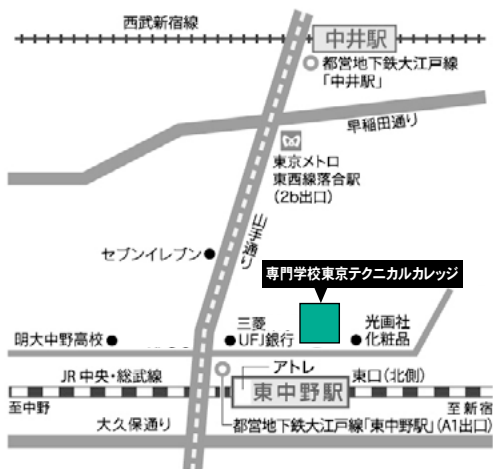 西武新宿線
中井駅
都営地下鉄大江戸線
「中井駅」
早稲田通り
東京メトロ
東西線落合駅
（2b出口）
山手通り
セブンイレブン
専門学校東京テクニカルカレッジ
明大中野高校
三菱
UFJ銀行
光画社
化粧品
JR中央・総武線
アトレ
東中野駅
東口（北側）
至中野
至新宿
大久保通り
都営地下鉄大江戸線「東中野駅」（A1出口）